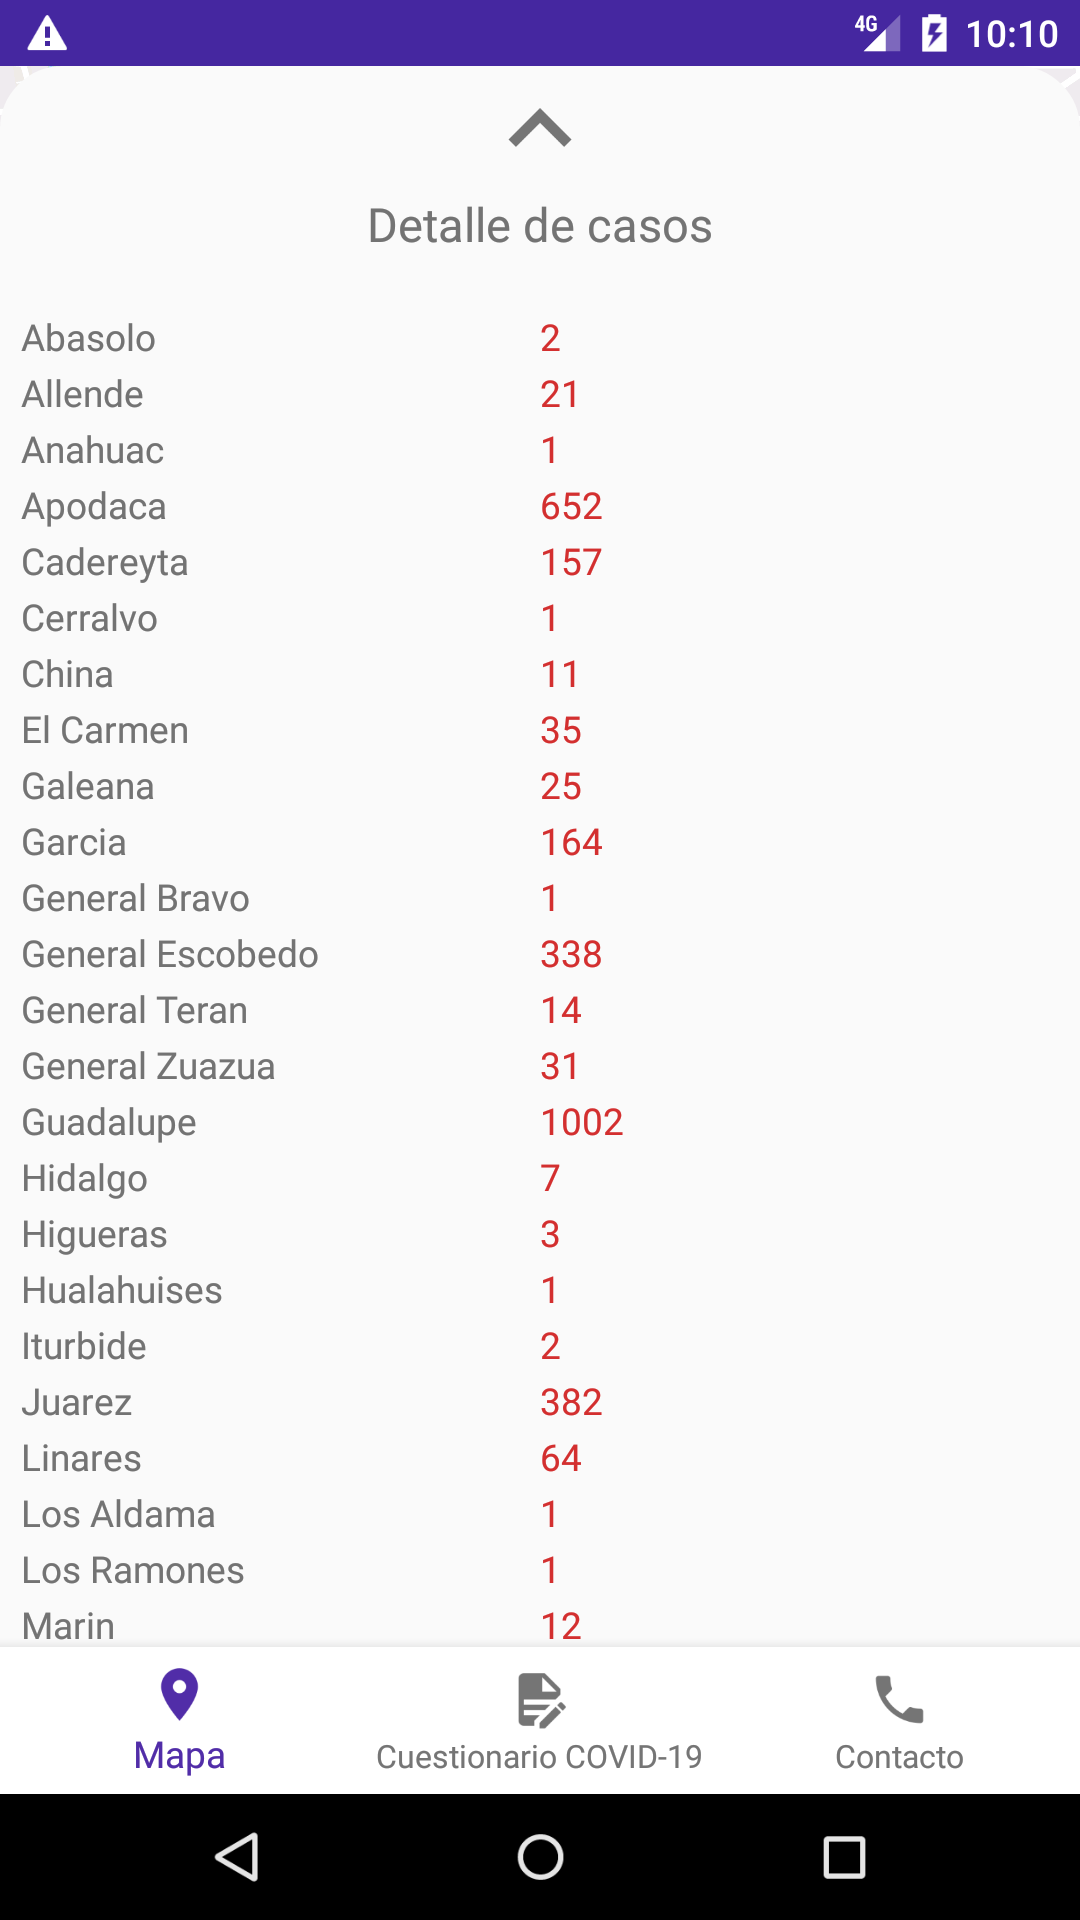 4G 10:10
Detalle de casos
Abasolo 2
Allende 21
Anahuac 1
Apodaca 652
Cadereyta 157
Cerralvo 1
China 11
El Carmen 35
Galeana 25
Garcia 164
General Bravo 1
General Escobedo 338
General Teran 14
General Zuazua 31
Guadalupe 1002
Hidalgo 7
Higueras 3
Hualahuises 1
Iturbide 2
Juarez 382
Linares 64
Los Aldama 1
Los Ramones 1
Marin 12
Mapa Cuestionario COVID-19 Contacto